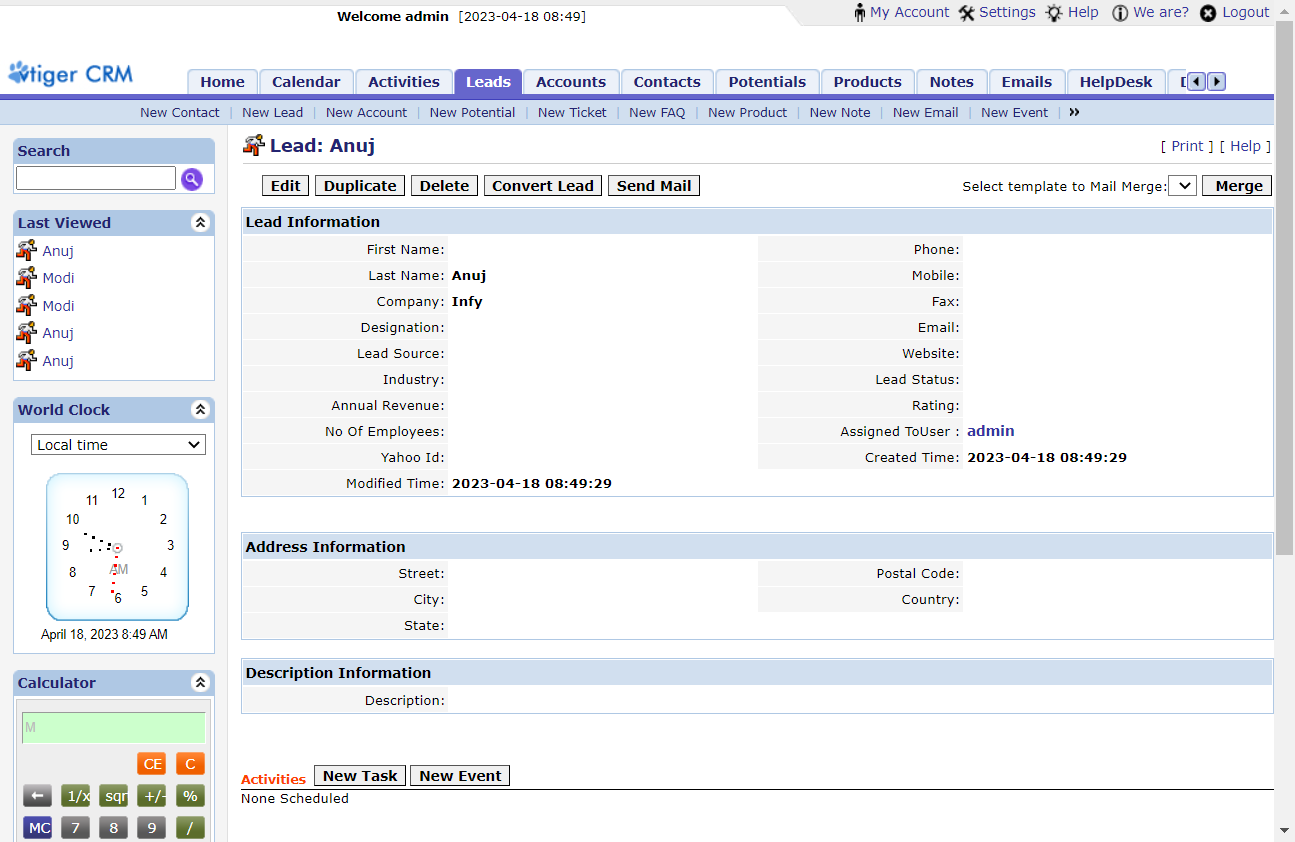 Welcome admin [2023-04-18 08:49]
My Account Settings Help We are? Logout
vtiger CRM
Home Calendar Activities Leads Accounts Contacts Potentials Products Notes Emails HelpDesk
New Contact | New Lead | New Account | New Potential | New Ticket | New FAQ | New Product | New Note | New Email | New Event | »
Search
Last Viewed
Anuj
Modi
Modi
Anuj
Anuj
World Clock
Local time
12
11 1
10 2
9 3
AM
8 4
7 5
6
April 18, 2023 8:49 AM
Calculator
M
CE C
← 1/x sqr +/- %
MC 7 8 9 /
Lead: Anuj
[ Print ] [ Help ]
Edit Duplicate Delete Convert Lead Send Mail Select template to Mail Merge: Merge
Lead Information
First Name: Phone:
Last Name: Anuj Mobile:
Company: Infy Fax:
Designation: Email:
Lead Source: Website:
Industry: Lead Status:
Annual Revenue: Rating:
No Of Employees: Assigned ToUser : admin
Yahoo Id: Created Time: 2023-04-18 08:49:29
Modified Time: 2023-04-18 08:49:29
Address Information
Street: Postal Code:
City: Country:
State:
Description Information
Description:
Activities New Task New Event
None Scheduled